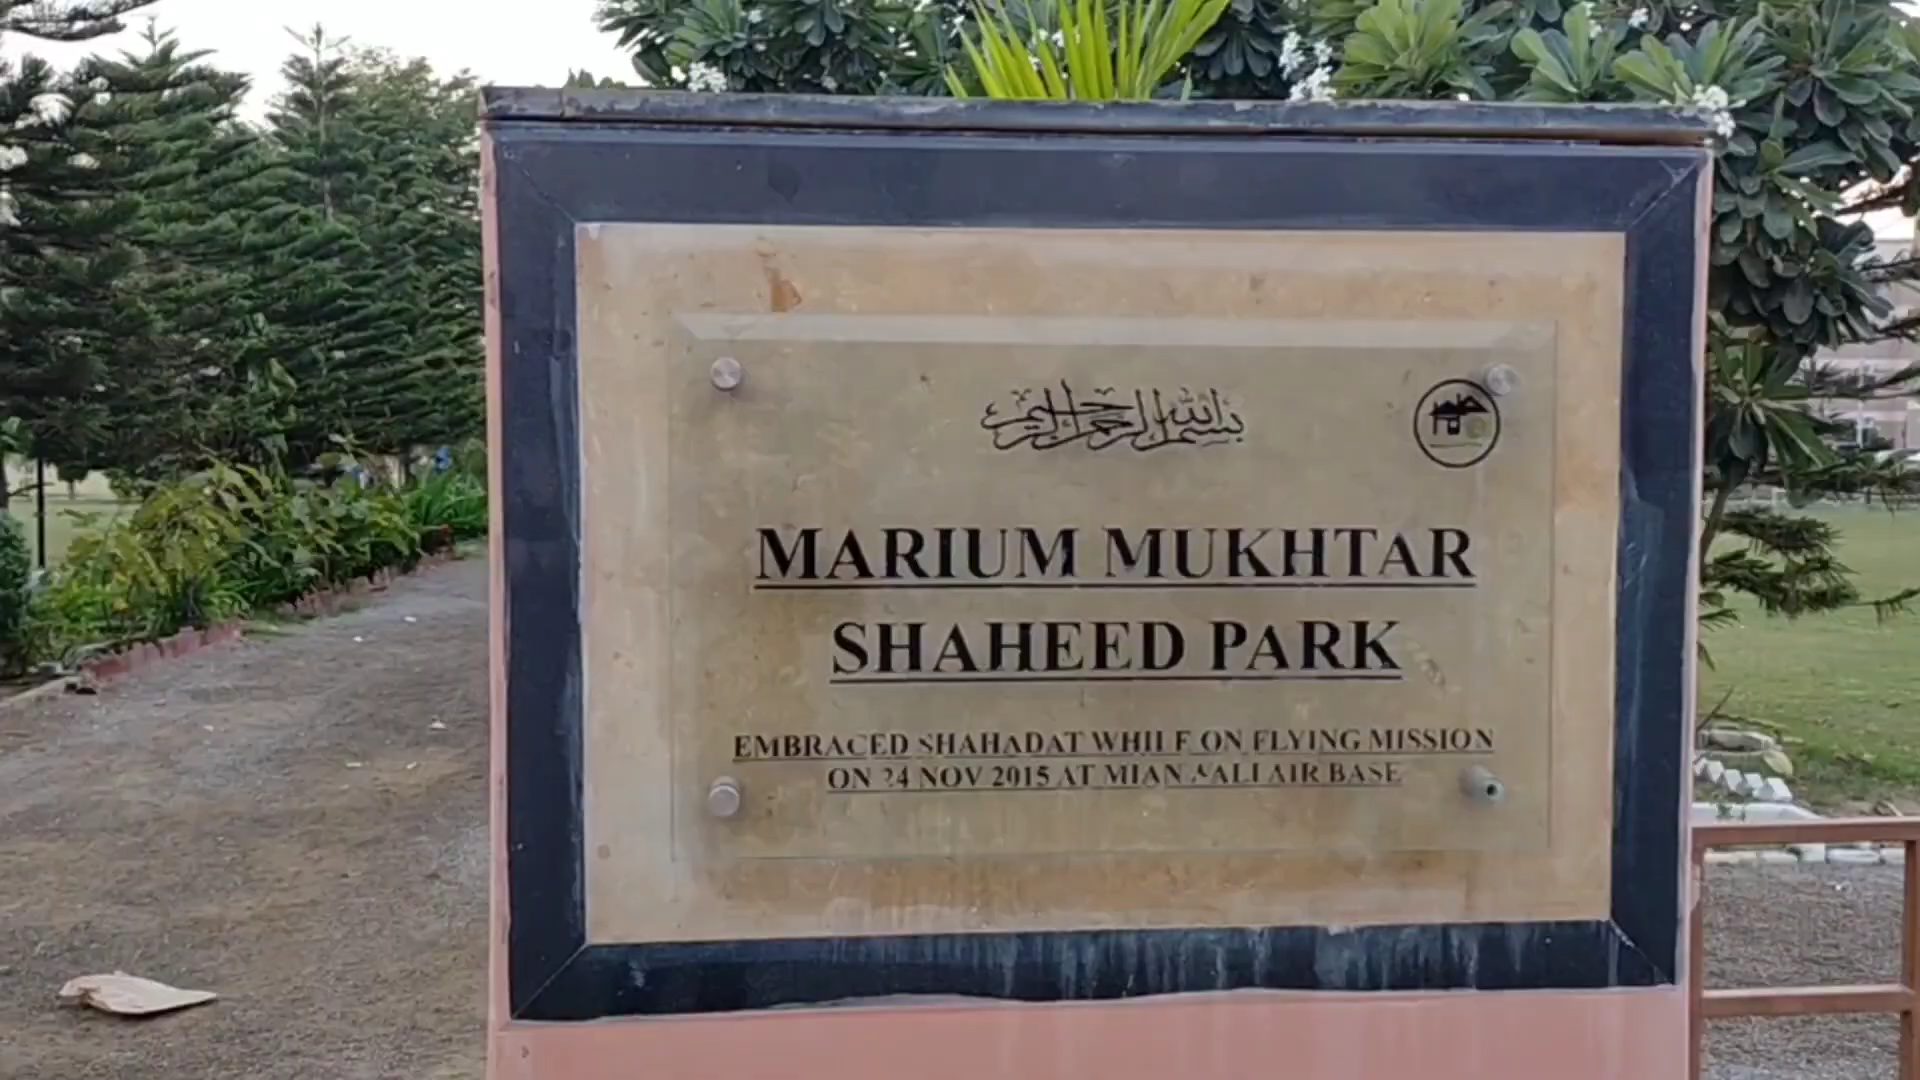 بسم الله الرحمن الرحيم
MARIUM MUKHTAR
SHAHEED PARK
EMBRACED SHAHADAT WHILE ON FLYING MISSION
ON 24 NOV 2015 AT MIANWALI AIR BASE